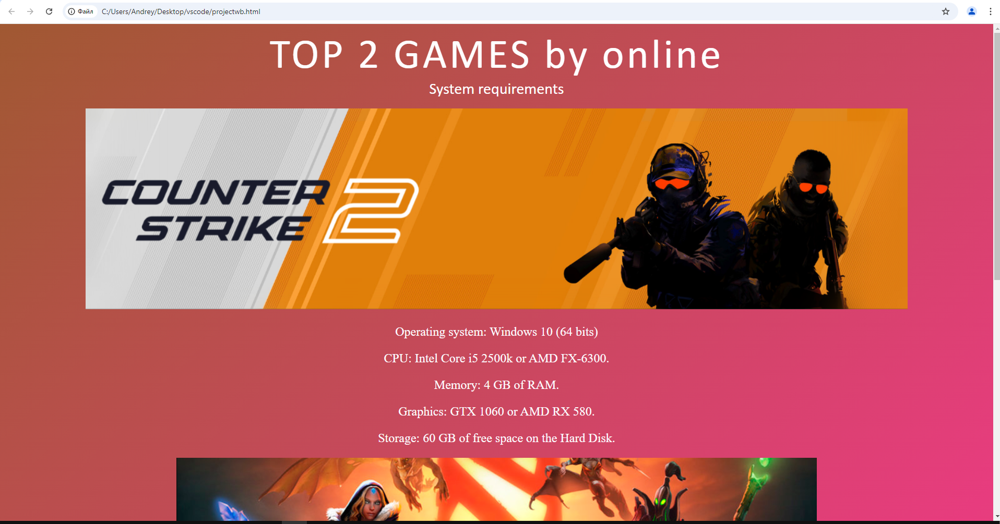 Файл
C:/Users/Andrey/Desktop/vscode/projectwb.html
TOP 2 GAMES by online
System requirements
COUNTER
STRIKE 2
Operating system: Windows 10 (64 bits)
CPU: Intel Core i5 2500k or AMD FX-6300.
Memory: 4 GB of RAM.
Graphics: GTX 1060 or AMD RX 580.
Storage: 60 GB of free space on the Hard Disk.